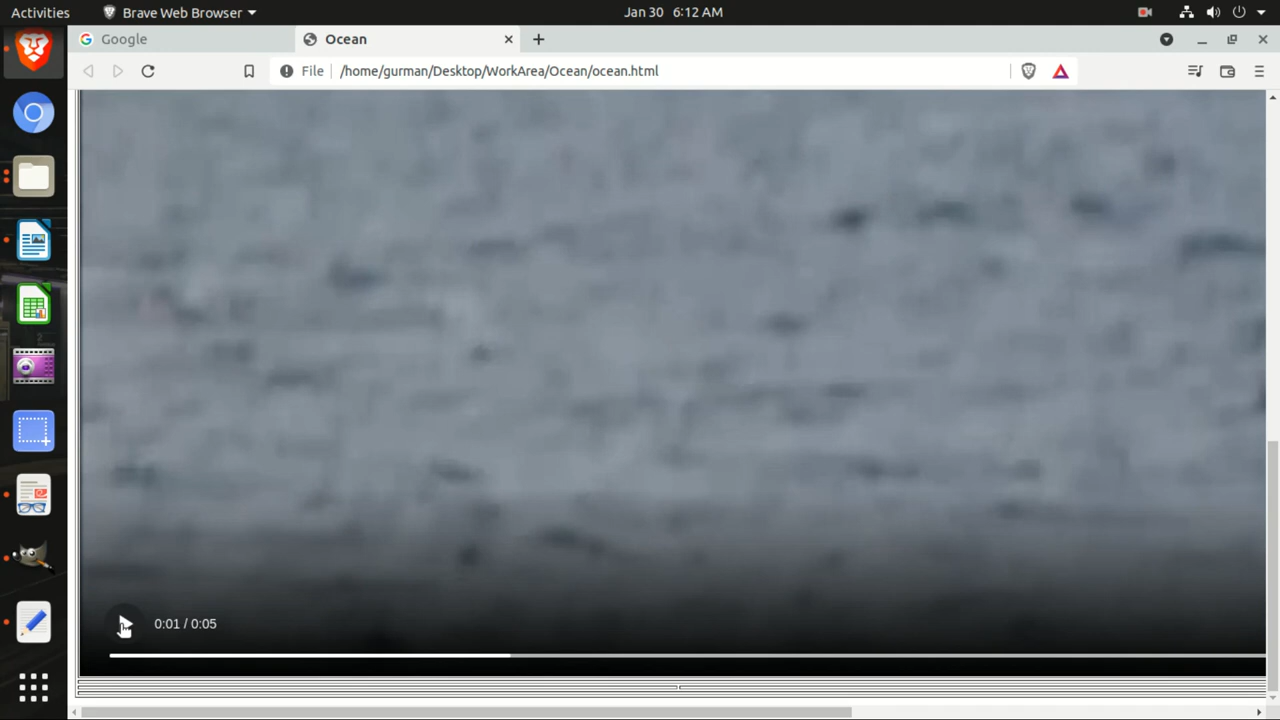 Activities
Brave Web Browser
Jan 30 6:12 AM
Google
Ocean
File
/home/gurman/Desktop/WorkArea/Ocean/ocean.html
0:01 / 0:05